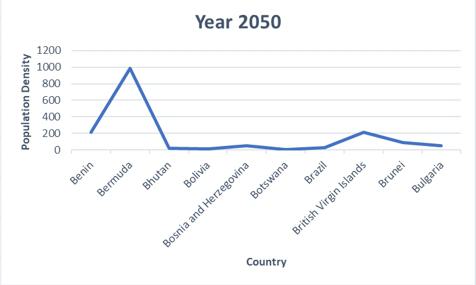 Year 2050
Population Density
1200
1000
800
600
400
200
0
Benin
Bermuda
Bhutan
Bolivia
Bosnia and Herzegovina
Botswana
Brazil
British Virgin Islands
Brunei
Bulgaria
Country